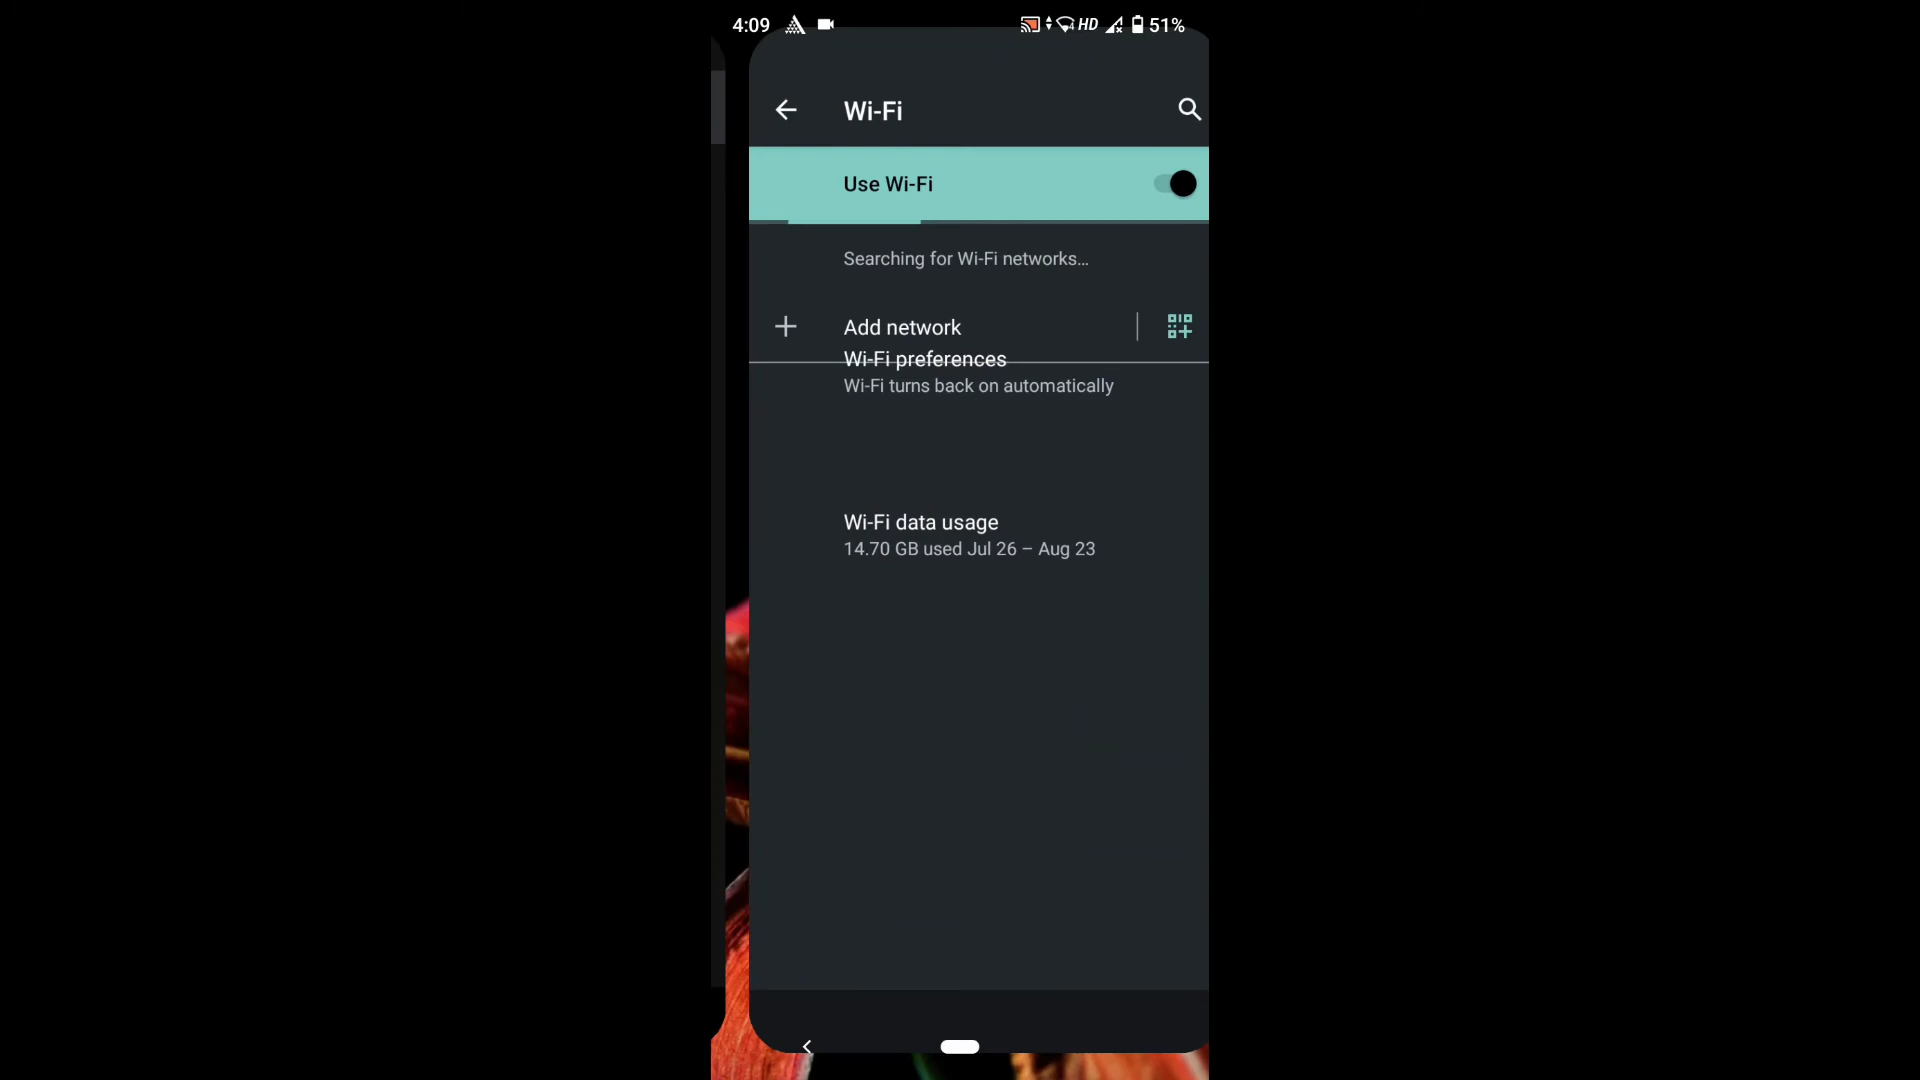 4:09 HD 51%
Wi-Fi
Use Wi-Fi
Searching for Wi-Fi networks…
Add network
Wi-Fi preferences
Wi-Fi turns back on automatically
Wi-Fi data usage
14.70 GB used Jul 26 – Aug 23